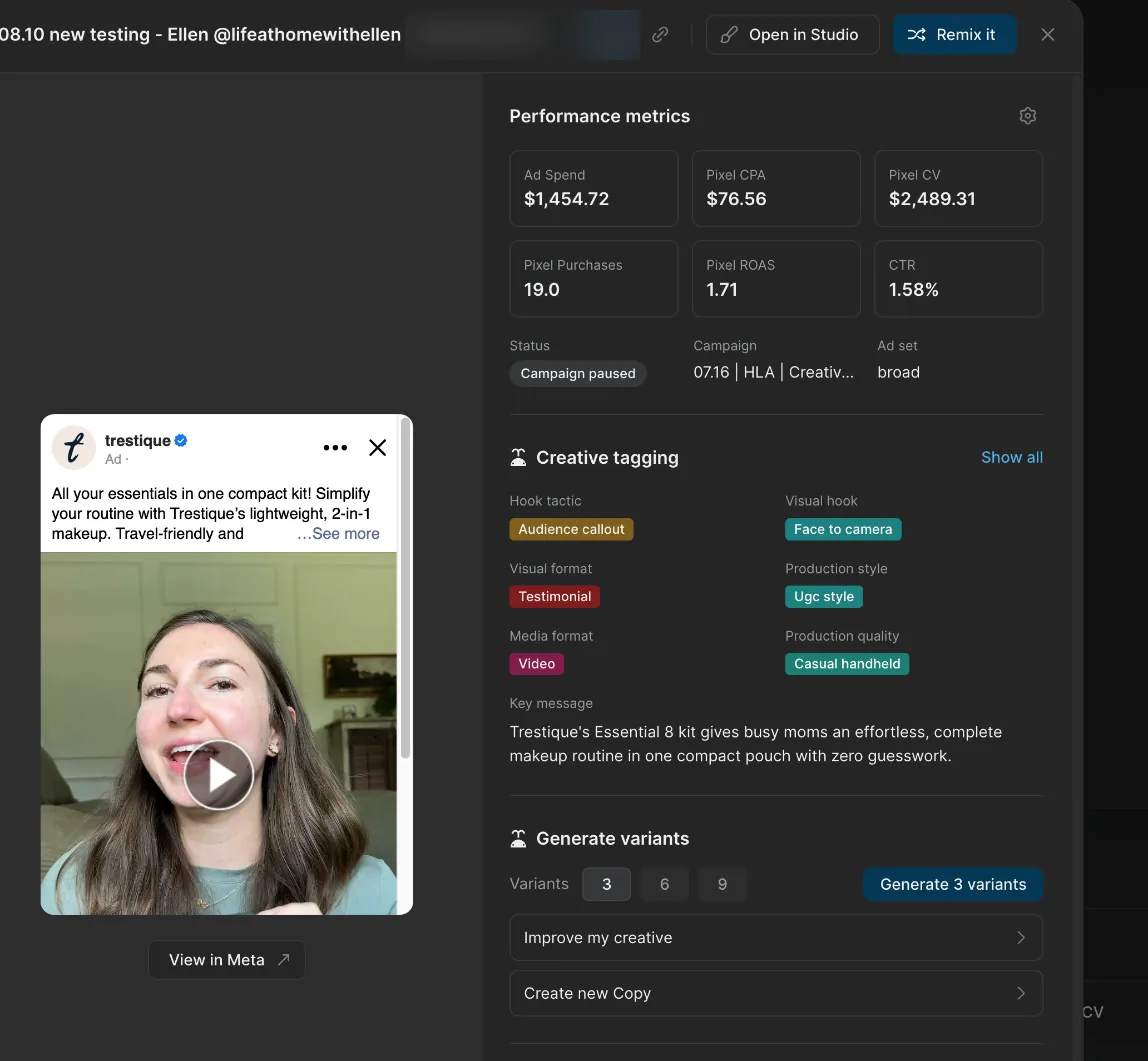 08.10 new testing - Ellen @lifeathomewithellen
Open in Studio
Remix it
Performance metrics
Ad Spend
$1,454.72
Pixel CPA
$76.56
Pixel CV
$2,489.31
Pixel Purchases
19.0
Pixel ROAS
1.71
CTR
1.58%
Status
Campaign paused
Campaign
07.16 | HLA | Creativ...
Ad set
broad
trestique
Ad ·
All your essentials in one compact kit! Simplify
your routine with Trestique’s lightweight, 2-in-1
makeup. Travel-friendly and …See more
View in Meta
Creative tagging
Show all
Hook tactic
Audience callout
Visual hook
Face to camera
Visual format
Testimonial
Production style
Ugc style
Media format
Video
Production quality
Casual handheld
Key message
Trestique's Essential 8 kit gives busy moms an effortless, complete
makeup routine in one compact pouch with zero guesswork.
Generate variants
Variants 3 6 9
Generate 3 variants
Improve my creative
Create new Copy
CV